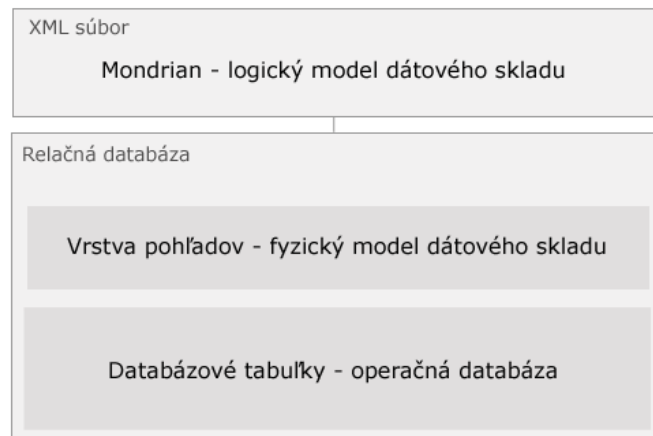 XML súbor
Mondrian - logický model dátového skladu
Relačná databáza
Vrstva pohľadov - fyzický model dátového skladu
Databázové tabuľky - operačná databáza